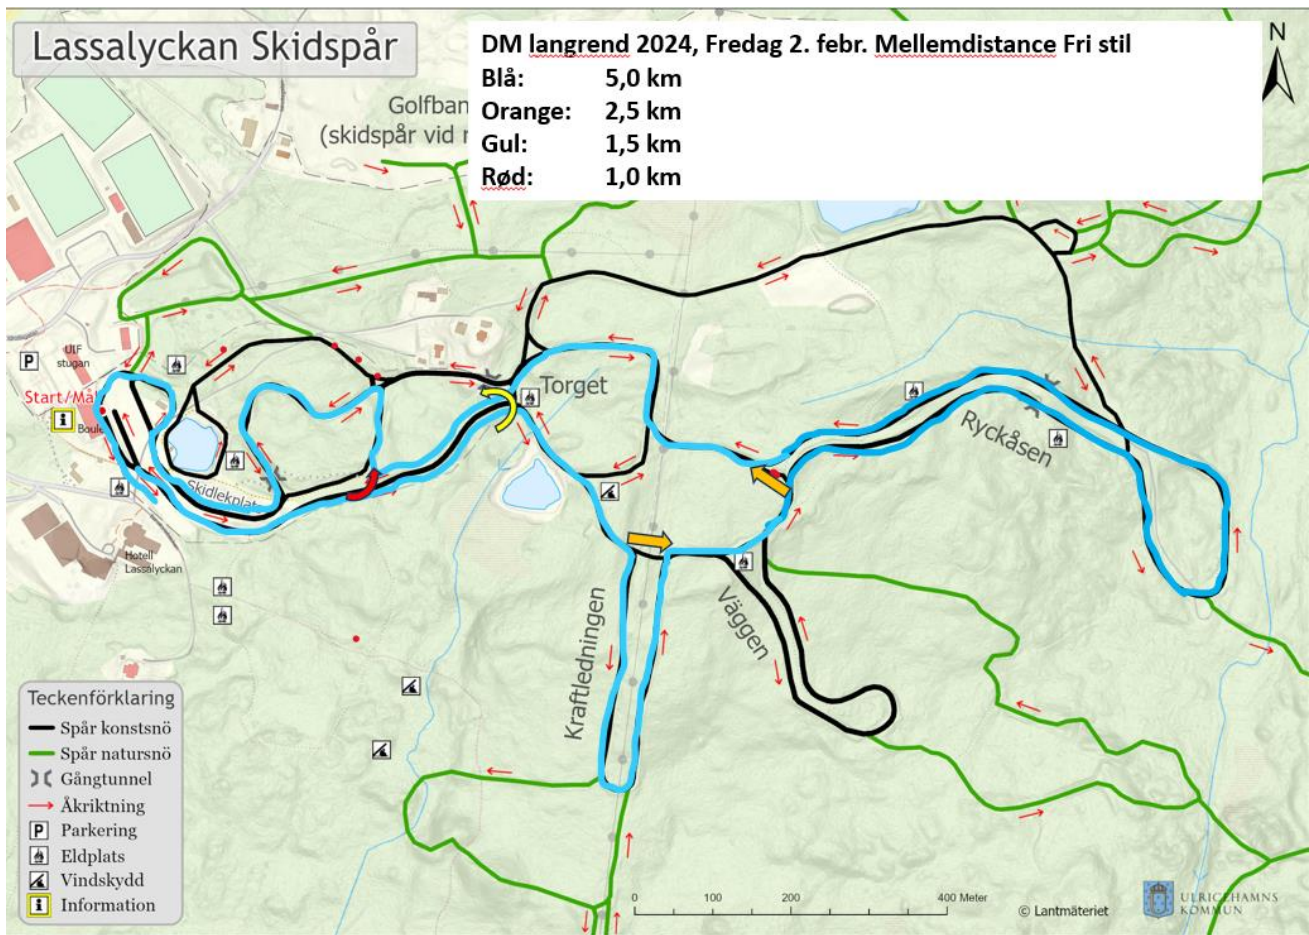 Lassalyckan Skidspår
DM langrend 2024, Fredag 2. febr. Mellemdistance Fri stil
Blå: 5,0 km
Orange: 2,5 km
Gul: 1,5 km
Rød: 1,0 km
N
Golfban
(skidspår vid
UIF
stugan
P
Start/Mål
i
Boule
Torget
Ryckåsen
Skidlekplats
Hotell
Lassalyckan
Kraftledningen
Väggen
Teckenförklaring
Spår konstsnö
Spår natursnö
Gångtunnel
Åkriktning
P Parkering
Eldplats
Vindskydd
i Information
0 100 200 400 Meter
© Lantmäteriet
ULRICEHAMNS
KOMMUN